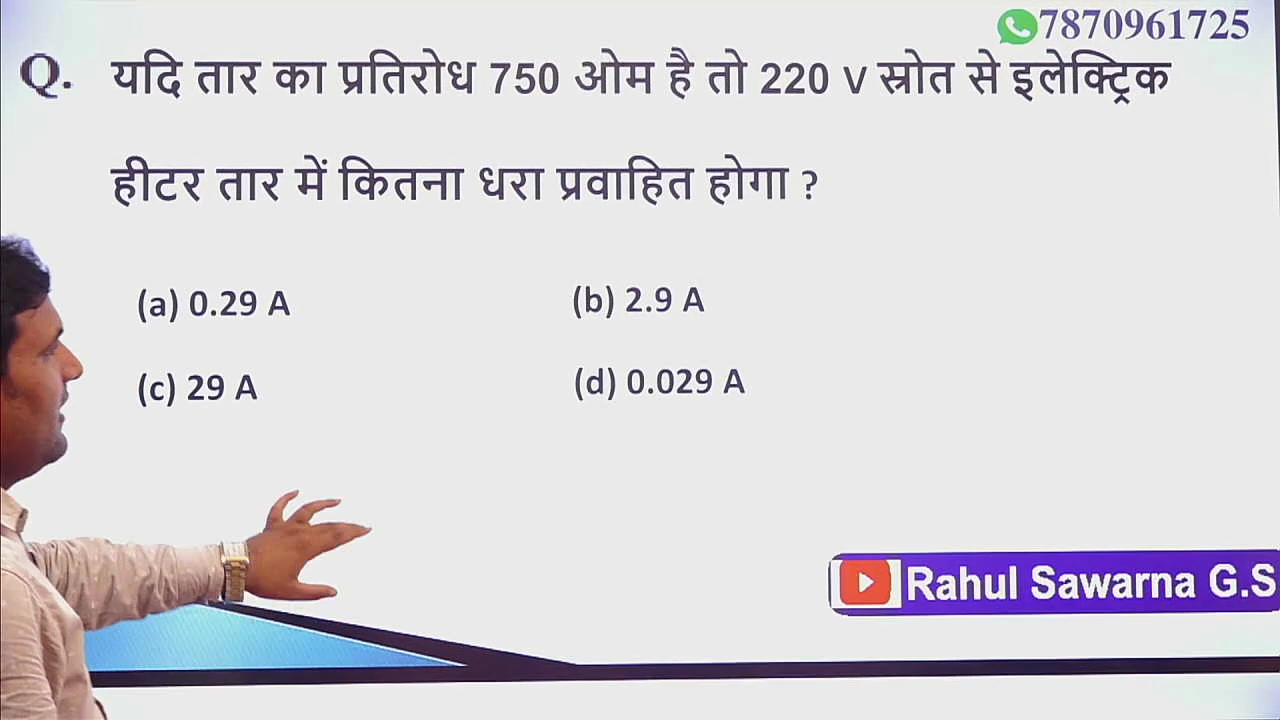 7870961725
Q. यदि तार का प्रतिरोध 750 ओम है तो 220 V स्रोत से इलेक्ट्रिक
हीटर तार में कितना धरा प्रवाहित होगा ?
(a) 0.29 A (b) 2.9 A
(c) 29 A (d) 0.029 A
Rahul Sawarna G.S